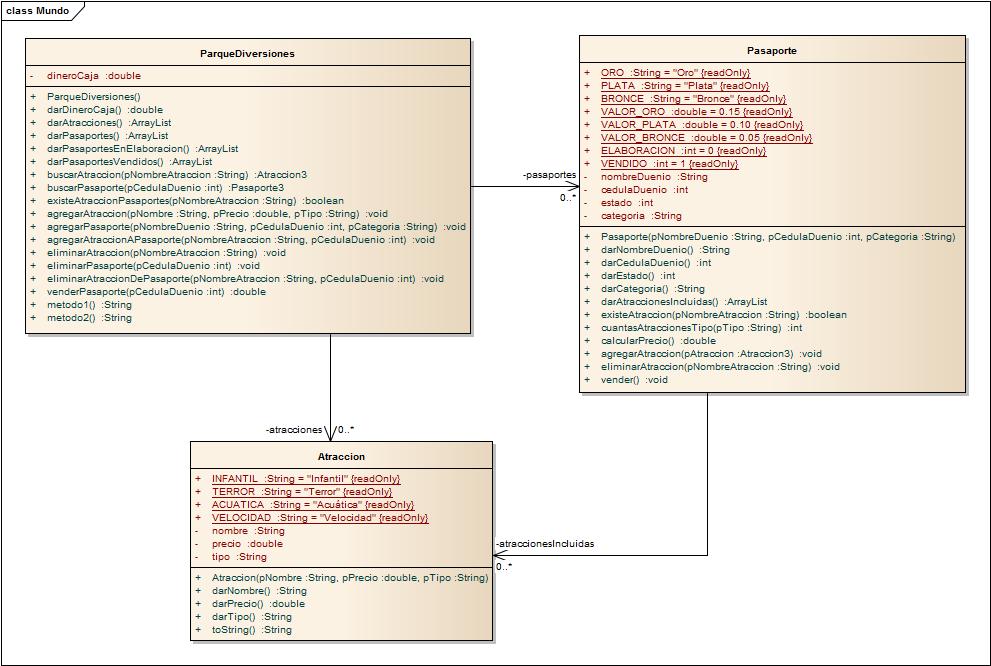 class Mundo
ParqueDiversiones
- dineroCaja :double
+ ParqueDiversiones()
+ darDineroCaja() :double
+ darAtracciones() :ArrayList
+ darPasaportes() :ArrayList
+ darPasaportesEnElaboracion() :ArrayList
+ darPasaportesVendidos() :ArrayList
+ buscarAtraccion(pNombreAtraccion :String) :Atraccion3
+ buscarPasaporte(pCedulaDuenio :int) :Pasaporte3
+ existeAtraccionPasaportes(pNombreAtraccion :String) :boolean
+ agregarAtraccion(pNombre :String, pPrecio :double, pTipo :String) :void
+ agregarPasaporte(pNombreDuenio :String, pCedulaDuenio :int, pCategoria :String) :void
+ agregarAtraccionAPasaporte(pNombreAtraccion :String, pCedulaDuenio :int) :void
+ eliminarAtraccion(pNombreAtraccion :String) :void
+ eliminarPasaporte(pCedulaDuenio :int) :void
+ eliminarAtraccionDePasaporte(pNombreAtraccion :String, pCedulaDuenio :int) :void
+ venderPasaporte(pCedulaDuenio :int) :double
+ metodo1() :String
+ metodo2() :String
-pasaportes
0..*
Pasaporte
+ ORO :String = "Oro" {readOnly}
+ PLATA :String = "Plata" {readOnly}
+ BRONCE :String = "Bronce" {readOnly}
+ VALOR_ORO :double = 0.15 {readOnly}
+ VALOR_PLATA :double = 0.10 {readOnly}
+ VALOR_BRONCE :double = 0.05 {readOnly}
+ ELABORACION :int = 0 {readOnly}
+ VENDIDO :int = 1 {readOnly}
- nombreDuenio :String
- cedulaDuenio :int
- estado :int
- categoria :String
+ Pasaporte(pNombreDuenio :String, pCedulaDuenio :int, pCategoria :String)
+ darNombreDuenio() :String
+ darCedulaDuenio() :int
+ darEstado() :int
+ darCategoria() :String
+ darAtraccionesIncluidas() :ArrayList
+ existeAtraccion(pNombreAtraccion :String) :boolean
+ cuantasAtraccionesTipo(pTipo :String) :int
+ calcularPrecio() :double
+ agregarAtraccion(pAtraccion :Atraccion3) :void
+ eliminarAtraccion(pNombreAtraccion :String) :void
+ vender() :void
-atracciones
0..*
Atraccion
+ INFANTIL :String = "Infantil" {readOnly}
+ TERROR :String = "Terror" {readOnly}
+ ACUATICA :String = "Acuática" {readOnly}
+ VELOCIDAD :String = "Velocidad" {readOnly}
- nombre :String
- precio :double
- tipo :String
+ Atraccion(pNombre :String, pPrecio :double, pTipo :String)
+ darNombre() :String
+ darPrecio() :double
+ darTipo() :String
+ toString() :String
-atraccionesIncluidas
0..*